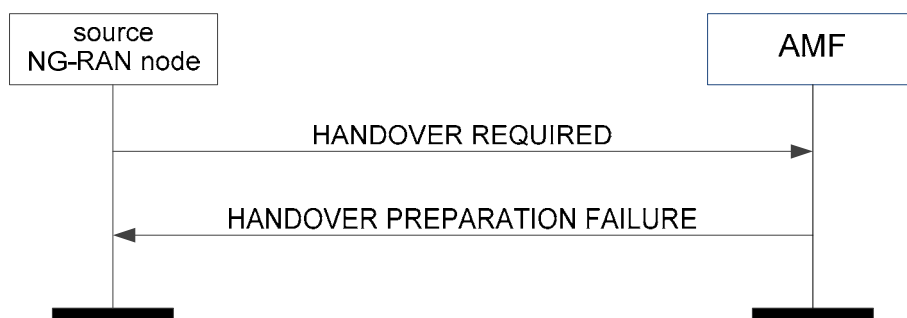 source
NG-RAN node
AMF
HANDOVER REQUIRED
HANDOVER PREPARATION FAILURE